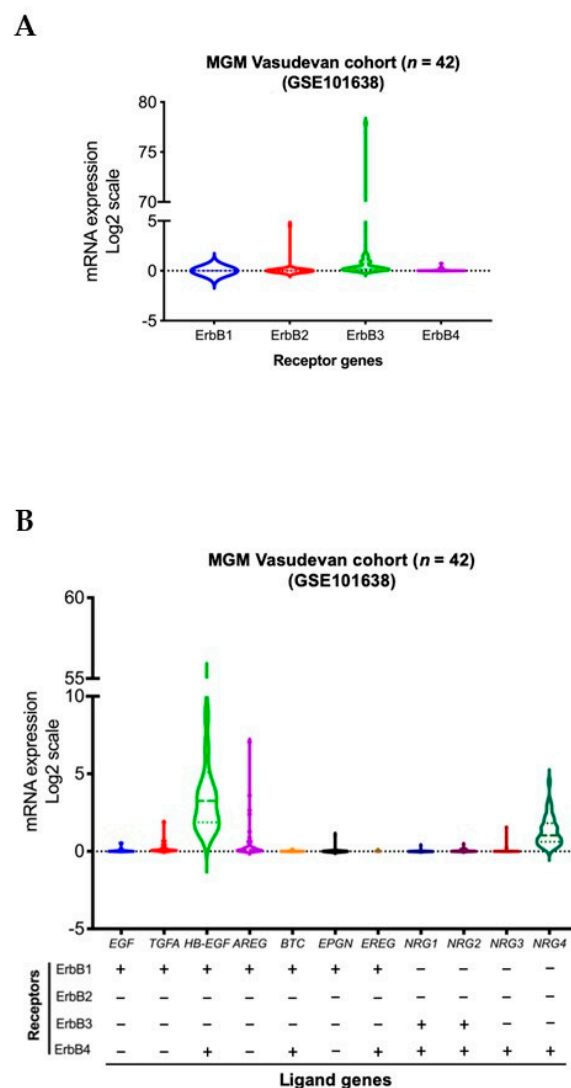 A
MGM Vasudevan cohort (n = 42)
(GSE101638)
mRNA expression
Log2 scale
80
75
70
5
0
-5
ErbB1 ErbB2 ErbB3 ErbB4
Receptor genes
B
MGM Vasudevan cohort (n = 42)
(GSE101638)
mRNA expression
Log2 scale
60
55
10
5
0
-5
EGF TGFA HB-EGF AREG BTC EPGN EREG NRG1 NRG2 NRG3 NRG4
Receptors
ErbB1 + + + + + + + − − − −
ErbB2 − − − − − − − − − − −
ErbB3 − − − − − − − + + − −
ErbB4 − − + − + − + + + + +
Ligand genes